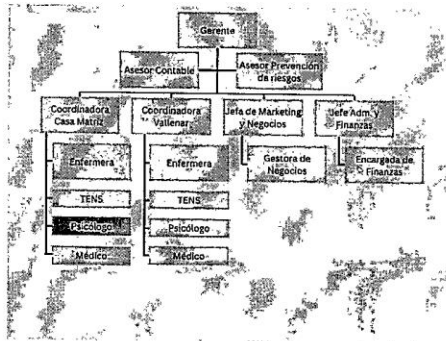 Gerente
Asesor Contable
Asesor Prevención
de riesgos
Coordinadora
Casa Matriz
Coordinadora
Vallenar
Jefa de Marketing
y Negocios
Jefe Adm. y
Finanzas
Enfermera
Enfermera
Gestora de
Negocios
Encargada de
Finanzas
TENS
TENS
Psicólogo
Psicólogo
Médico
Médico